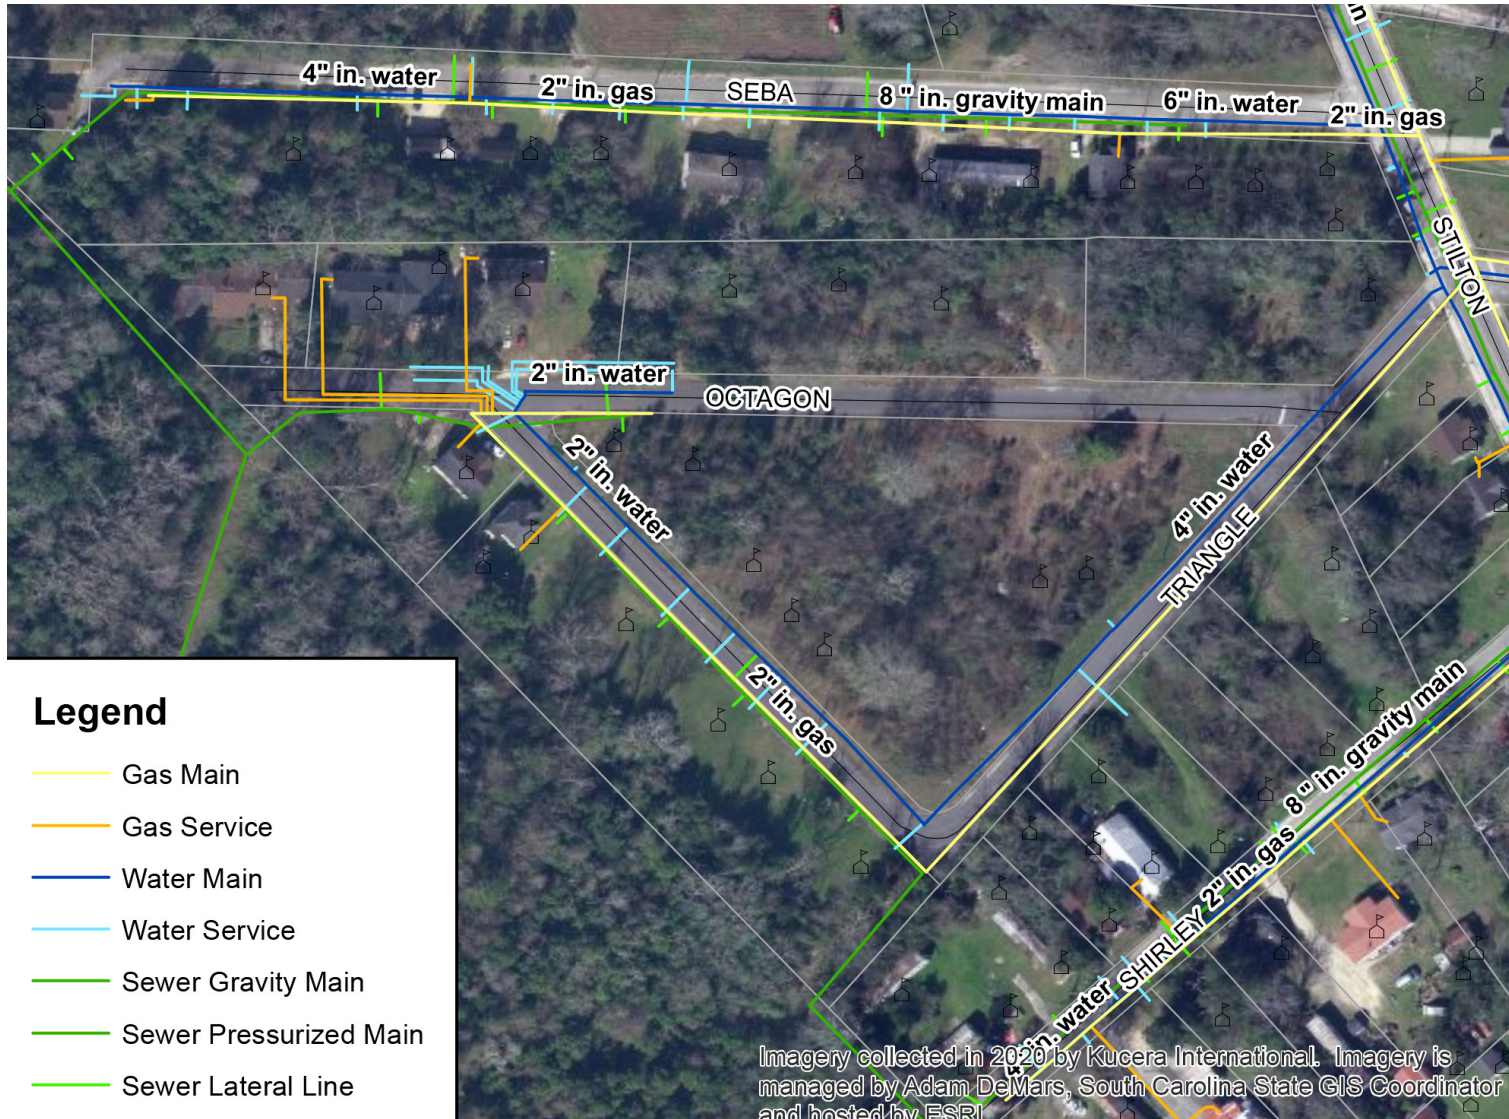 4" in. water
2" in. gas
SEBA
8 " in. gravity main
6" in. water
2" in. gas
STILTON
2" in. water
OCTAGON
2" in. water
4" in. water
TRIANGLE
2" in. gas
8 " in. gravity main
2" in. gas
SHIRLEY
in. water
Legend
Gas Main
Gas Service
Water Main
Water Service
Sewer Gravity Main
Sewer Pressurized Main
Sewer Lateral Line
Imagery collected in 2020 by Kucera International. Imagery is
managed by Adam DeMars, South Carolina State GIS Coordinator
and hosted by ESRI